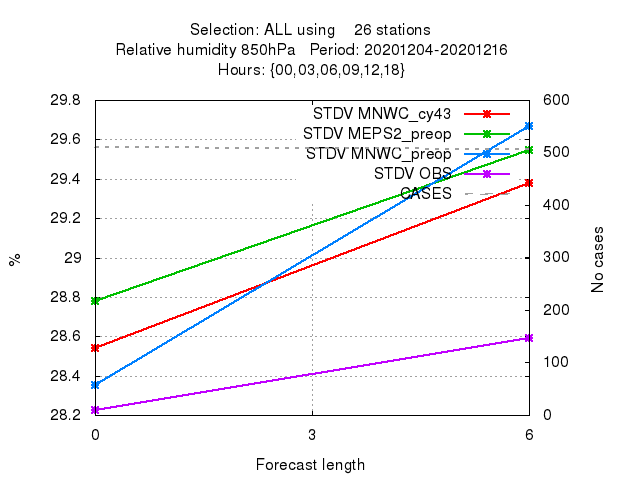 Selection: ALL using 26 stations
Relative humidity 850hPa Period: 20201204-20201216
Hours: {00,03,06,09,12,18}
29.8
29.6
29.4
29.2
29
28.8
28.6
28.4
28.2
%
STDV MNWC_cy43
STDV MEPS2_preop
STDV MNWC_preop
STDV OBS
CASES
600
500
400
300
200
100
0
No cases
0 3 6
Forecast length